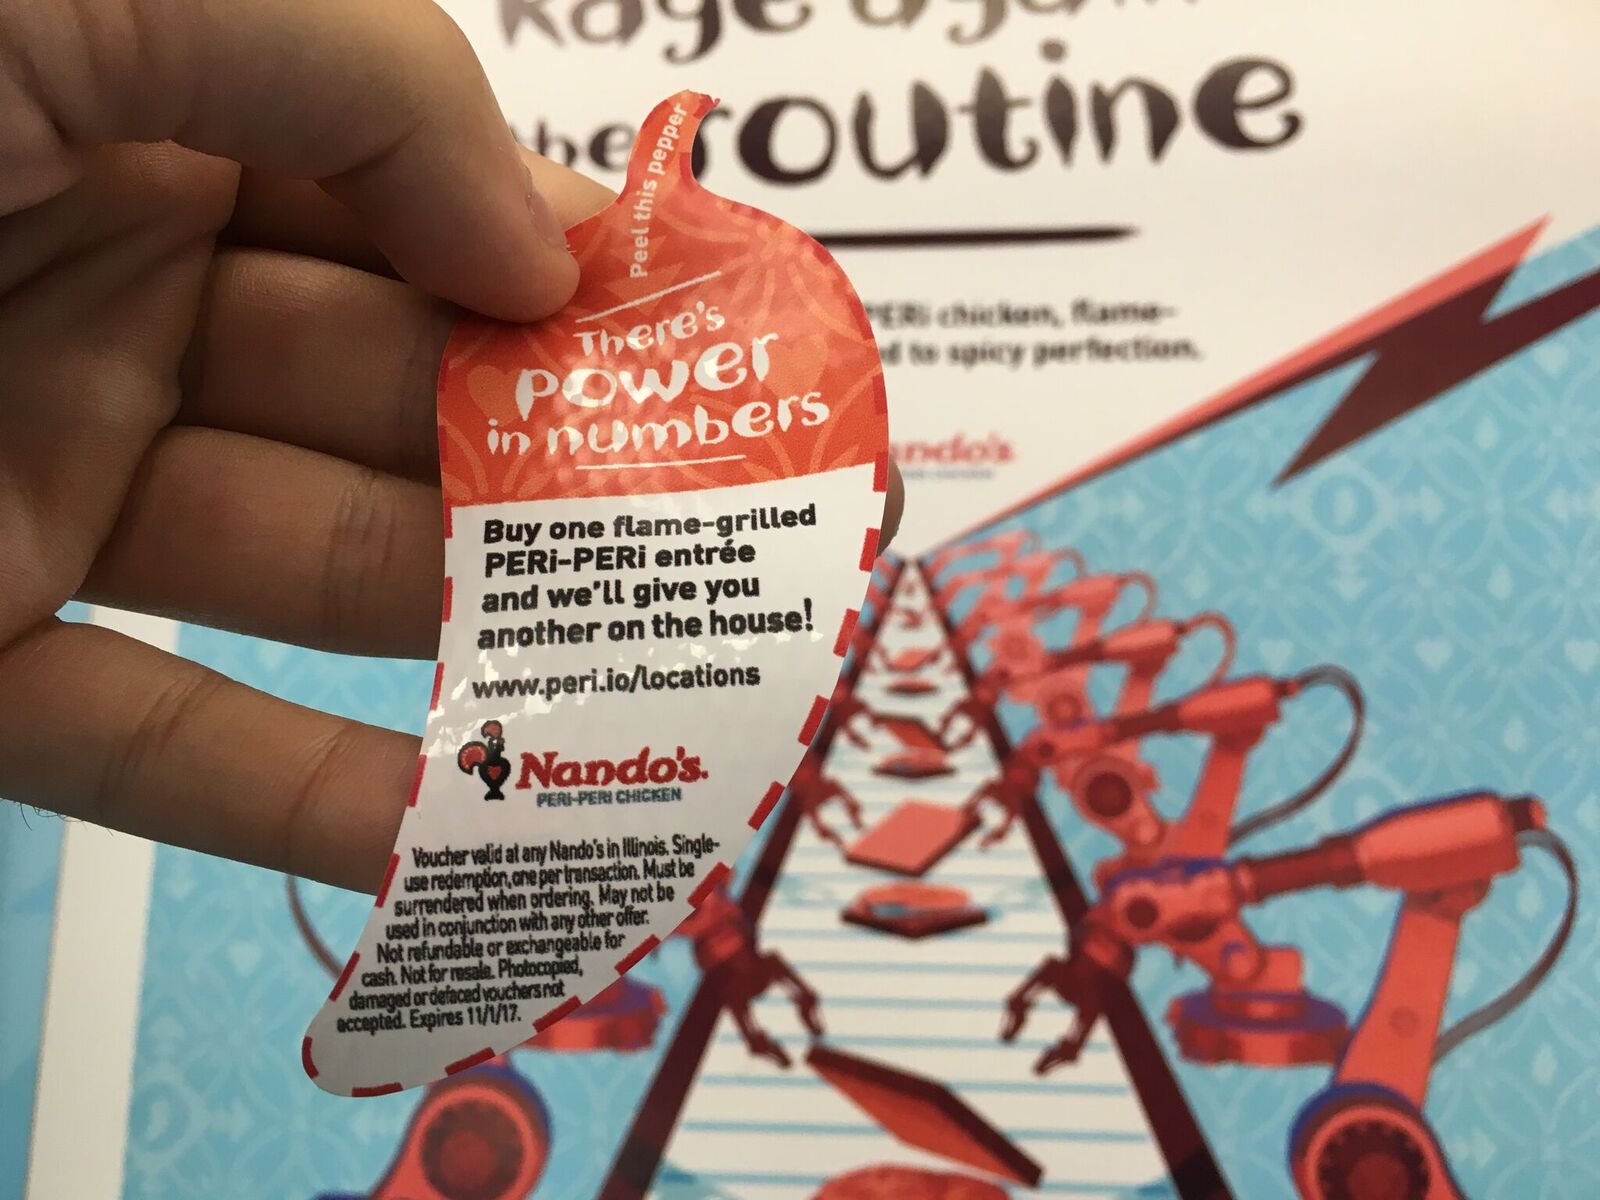 Rage again
the routine
PERi chicken, flame-
to spicy perfection.
Nando's
Peel this pepper
There's
power
in numbers
Buy one flame-grilled
PERi-PERi entrée
and we'll give you
another on the house!
www.peri.io/locations
Nando's.
PERi-PERi CHICKEN
Voucher valid at any Nando's in Illinois. Single-
use redemption, one per transaction. Must be
surrendered when ordering. May not be
used in conjunction with any other offer.
Not refundable or exchangeable for
cash. Not for resale. Photocopied,
damaged or defaced vouchers not
accepted. Expires 11/1/17.